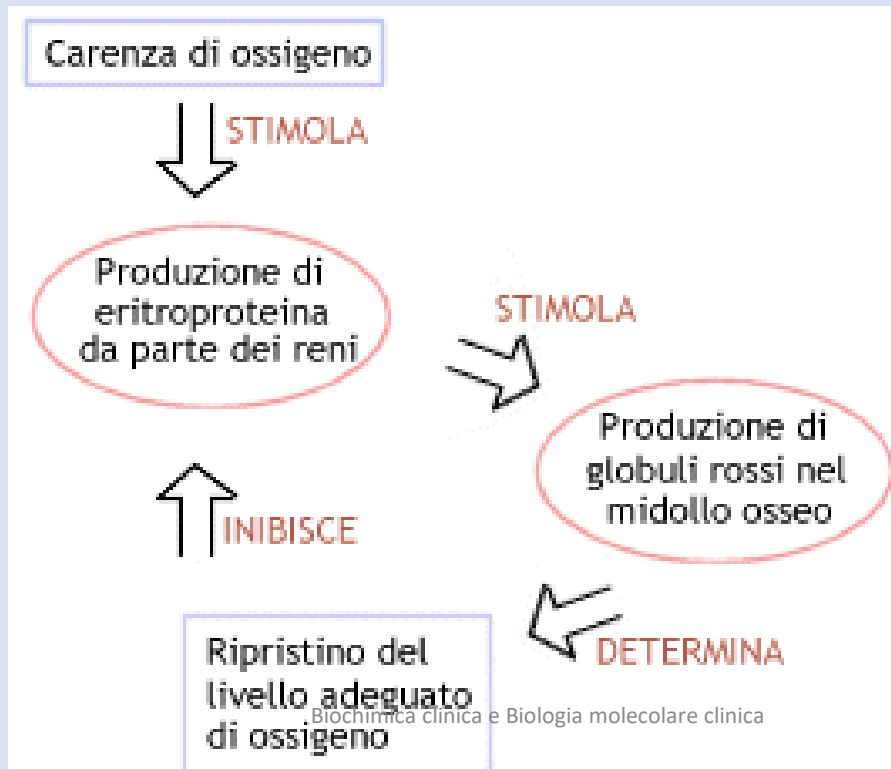 Carenza di ossigeno
STIMOLA
Produzione di
eritroproteina
da parte dei reni
STIMOLA
Produzione di
globuli rossi nel
midollo osseo
DETERMINA
Ripristino del
livello adeguato
di ossigeno
INIBISCE
Biochimica clinica e Biologia molecolare clinica